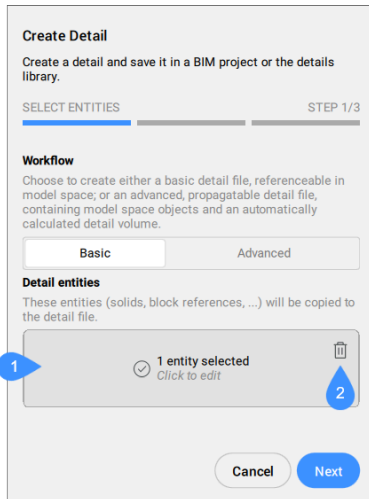 Create Detail
Create a detail and save it in a BIM project or the details
library.
SELECT ENTITIES STEP 1/3
Workflow
Choose to create either a basic detail file, referenceable in
model space; or an advanced, propagatable detail file,
containing model space objects and an automatically
calculated detail volume.
Basic Advanced
Detail entities
These entities (solids, block references, ...) will be copied to
the detail file.
1 entity selected
Click to edit
1
2
Cancel Next